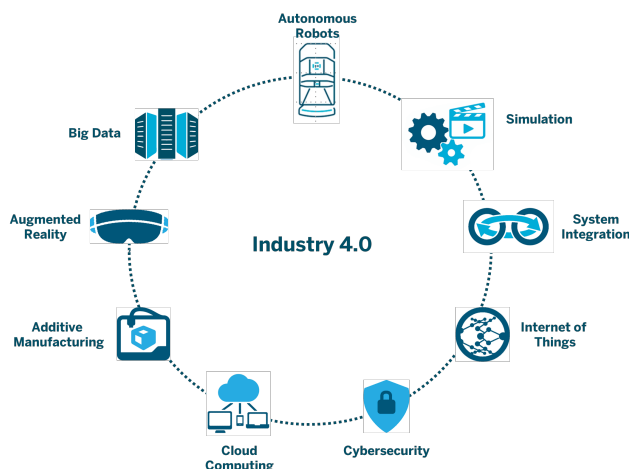 Autonomous
Robots
Simulation
Big Data
System
Integration
Augmented
Reality
Industry 4.0
Internet of
Things
Additive
Manufacturing
Cybersecurity
Cloud
Computing